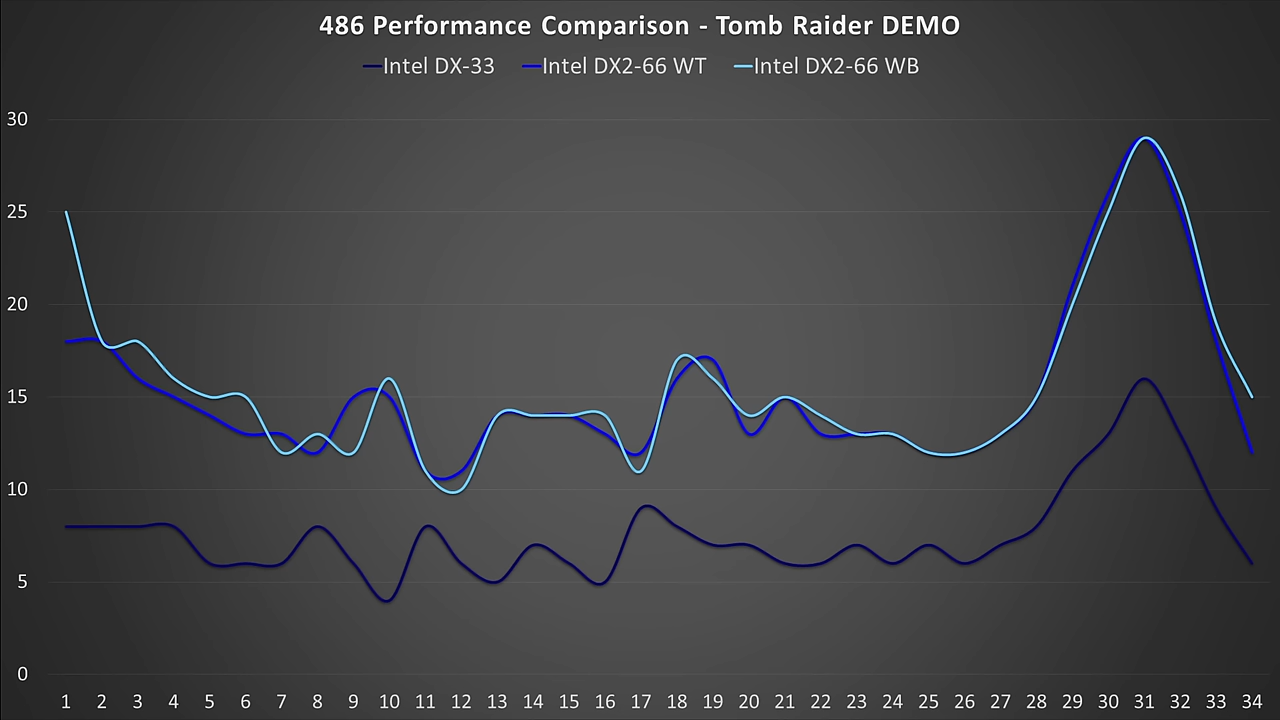 486 Performance Comparison - Tomb Raider DEMO
Intel DX-33 Intel DX2-66 WT Intel DX2-66 WB
30
25
20
15
10
5
0
1 2 3 4 5 6 7 8 9 10 11 12 13 14 15 16 17 18 19 20 21 22 23 24 25 26 27 28 29 30 31 32 33 34